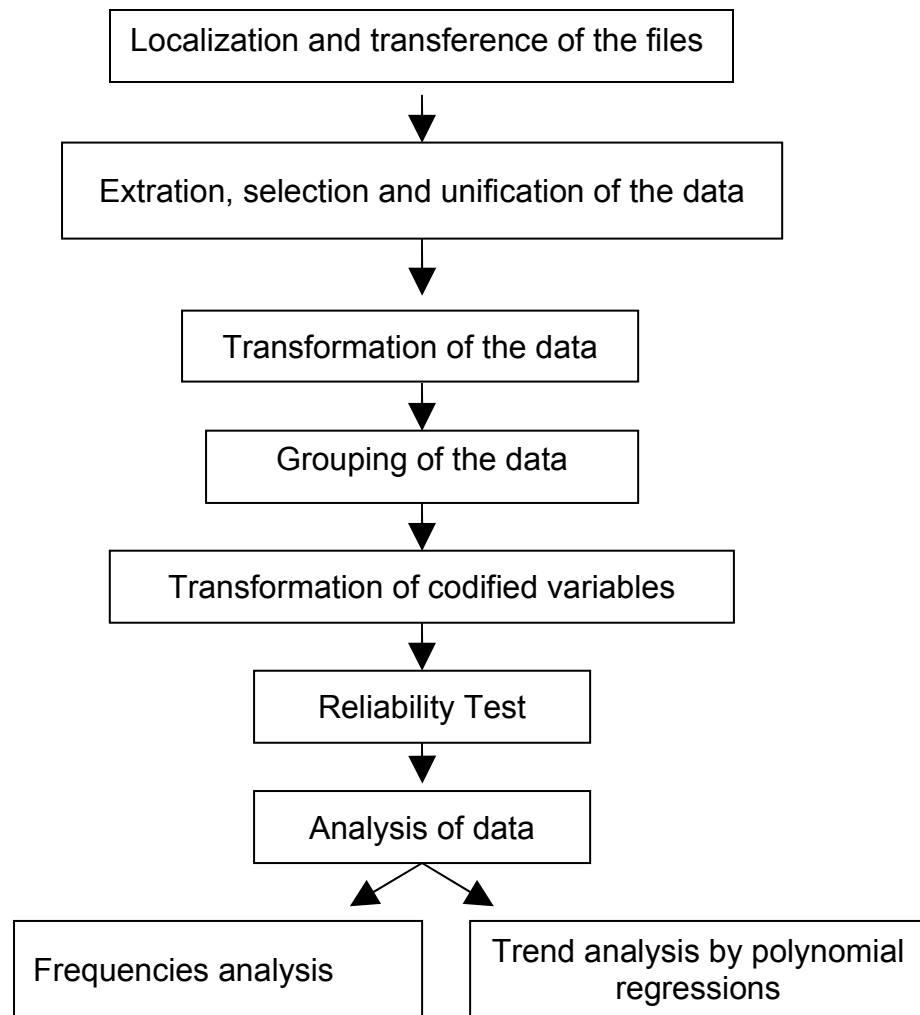 Localization and transference of the files
Extration, selection and unification of the data
Transformation of the data
Grouping of the data
Transformation of codified variables
Reliability Test
Analysis of data
Frequencies analysis
Trend analysis by polynomial
regressions